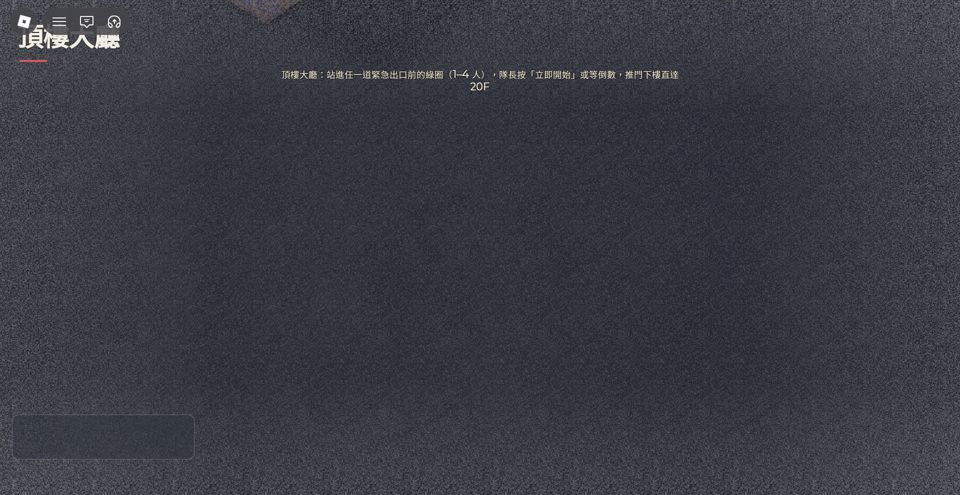 頂樓大廳
頂樓大廳：站進任一道緊急出口前的綠圈（1–4 人），隊長按「立即開始」或等倒數，推門下樓直達
20F